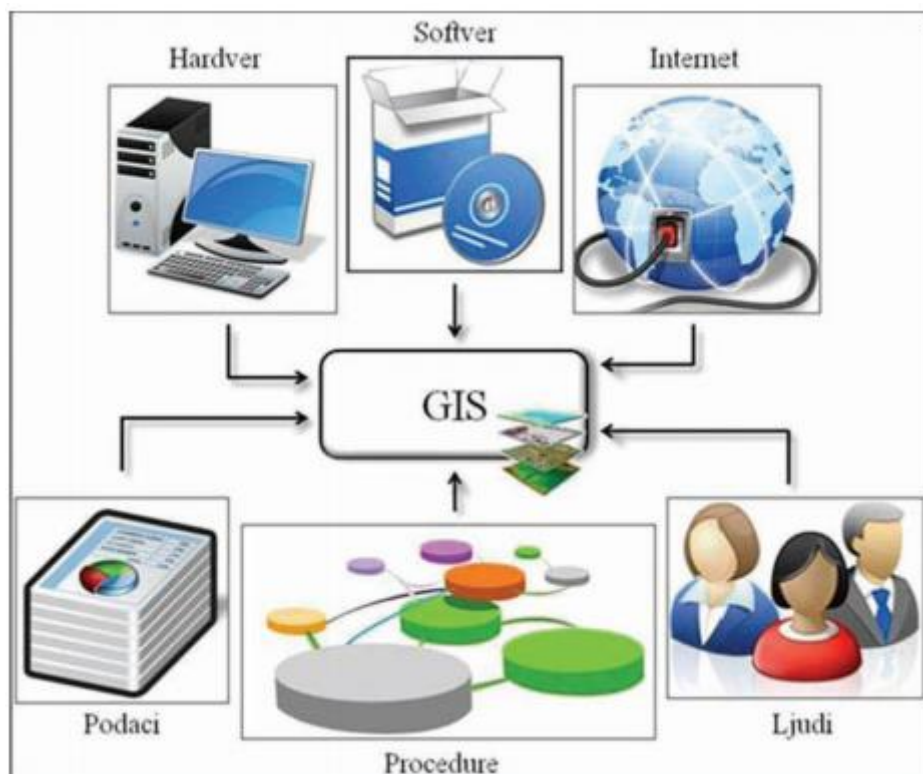 Softver
Hardver
Internet
GIS
Podaci
Procedure
Ljudi